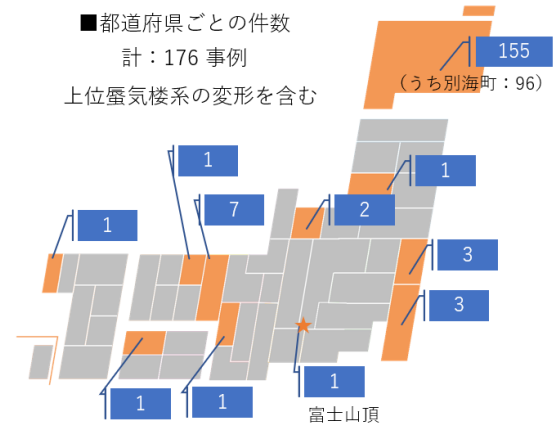 ■都道府県ごとの件数
計：176 事例
上位蜃気楼系の変形を含む
155
（うち別海町：96）
1
1
7
2
1
3
3
1
1
1
富士山頂